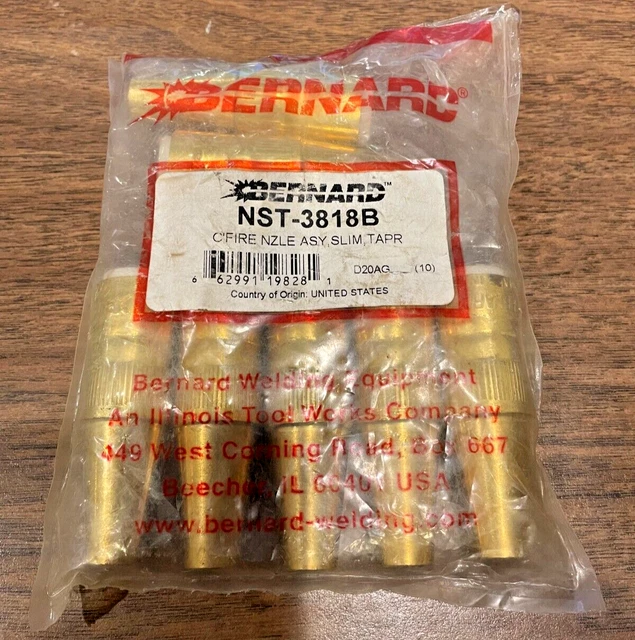 BERNARD®
BERNARD™
NST-3818B
C'FIRE NZLE ASY,SLIM,TAPR
6 62991 19828 1
D20AG (10)
Country of Origin: UNITED STATES
Bernard Welding Equipment
An Illinois Tool Works Company
449 West Corning Road, Box 667
Beecher, IL 60401 USA
www.bernard-welding.com